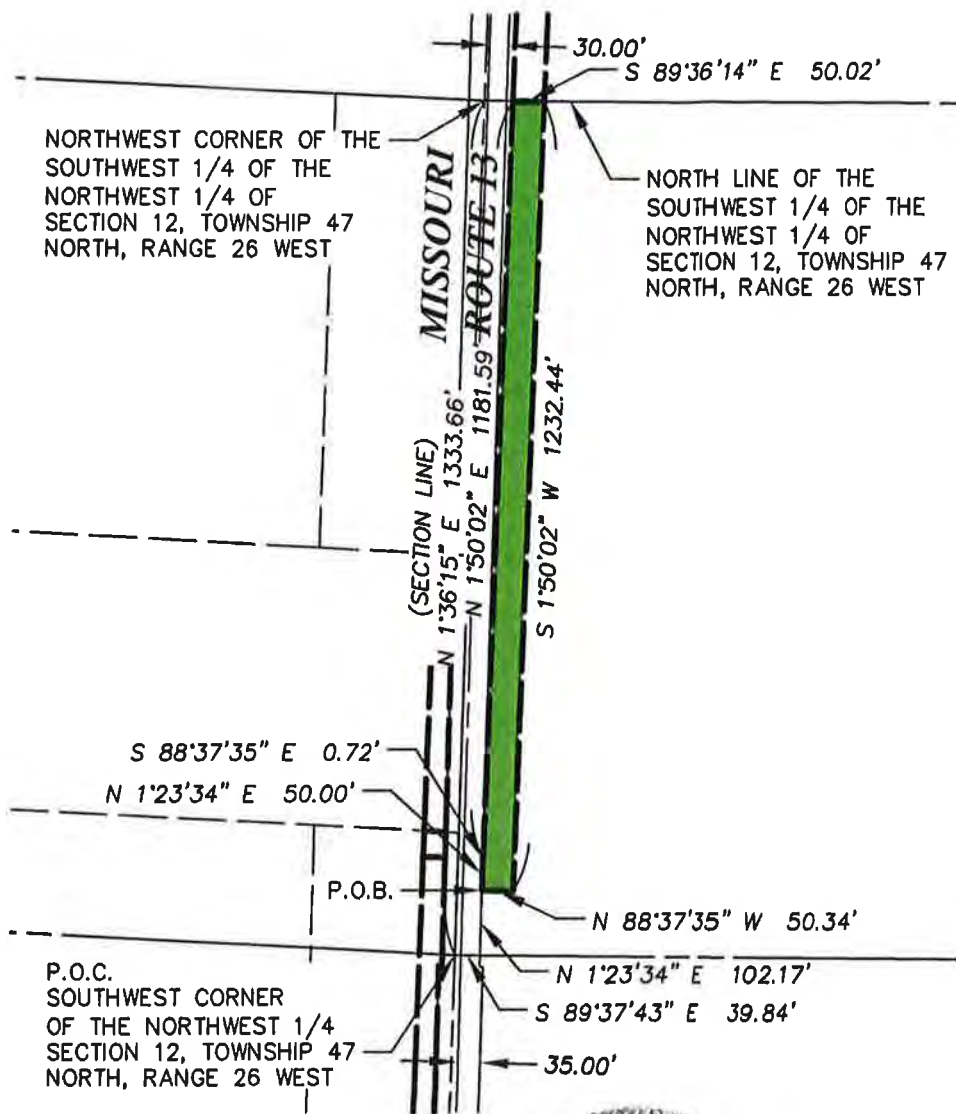 30.00'
S 89°36'14" E 50.02'
NORTHWEST CORNER OF THE
SOUTHWEST 1/4 OF THE
NORTHWEST 1/4 OF
SECTION 12, TOWNSHIP 47
NORTH, RANGE 26 WEST
MISSOURI
ROUTE 13
NORTH LINE OF THE
SOUTHWEST 1/4 OF THE
NORTHWEST 1/4 OF
SECTION 12, TOWNSHIP 47
NORTH, RANGE 26 WEST
(SECTION LINE)
N 1°36'15" E 1333.66'
N 1°50'02" E 1181.59'
S 1°50'02" W 1232.44'
S 88°37'35" E 0.72'
N 1°23'34" E 50.00'
P.O.B.
N 88°37'35" W 50.34'
N 1°23'34" E 102.17'
S 89°37'43" E 39.84'
35.00'
P.O.C.
SOUTHWEST CORNER
OF THE NORTHWEST 1/4
SECTION 12, TOWNSHIP 47
NORTH, RANGE 26 WEST